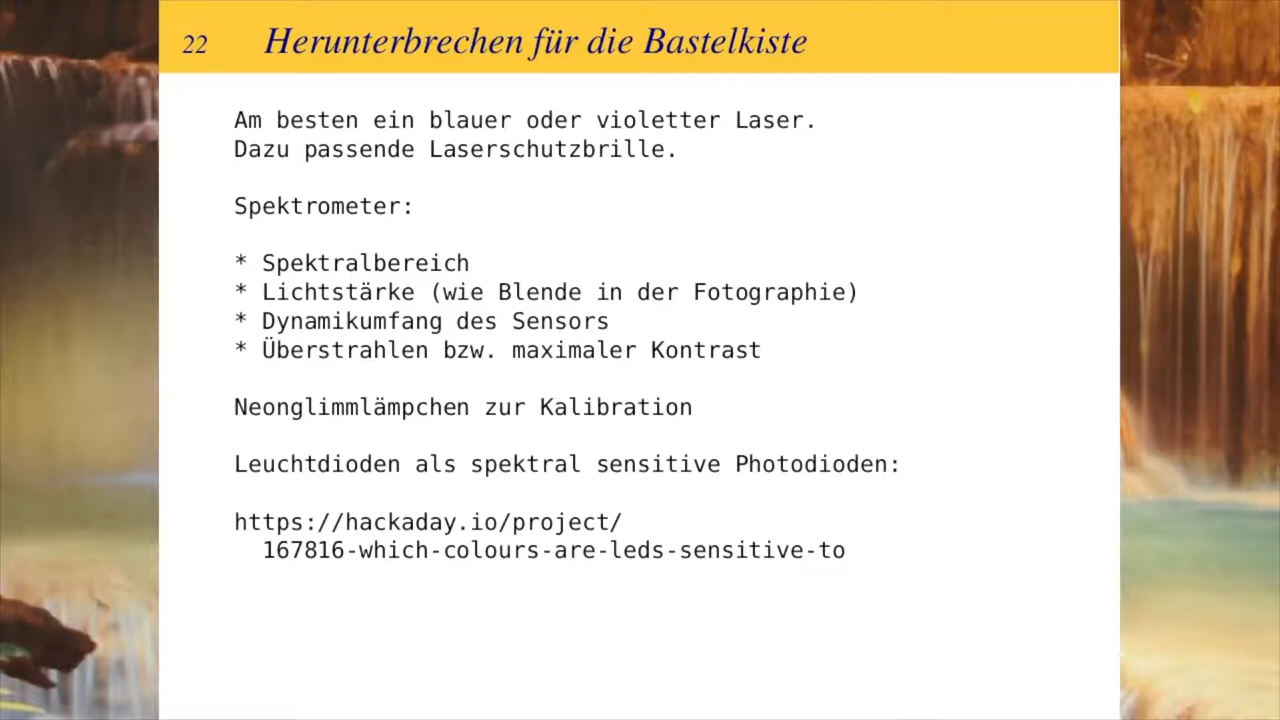 22 Herunterbrechen für die Bastelkiste
Am besten ein blauer oder violetter Laser.
Dazu passende Laserschutzbrille.
Spektrometer:
* Spektralbereich
* Lichtstärke (wie Blende in der Fotographie)
* Dynamikumfang des Sensors
* Überstrahlen bzw. maximaler Kontrast
Neonglimmlämpchen zur Kalibration
Leuchtdioden als spektral sensitive Photodioden:
https://hackaday.io/project/
167816-which-colours-are-leds-sensitive-to